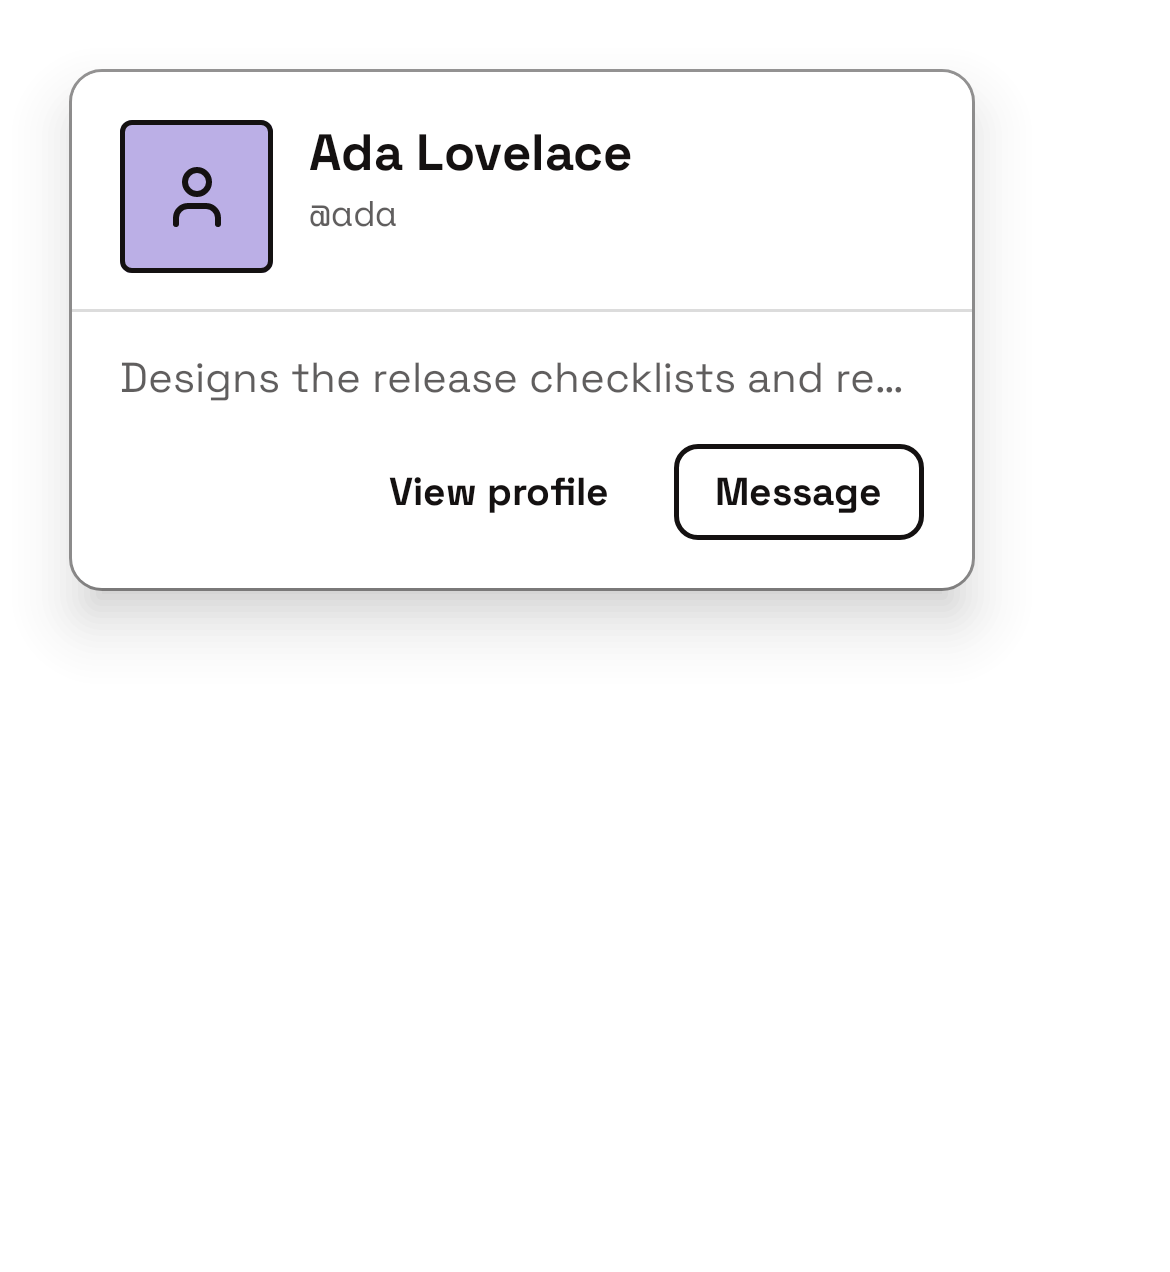 Ada Lovelace
@ada
Designs the release checklists and re…
View profile
Message